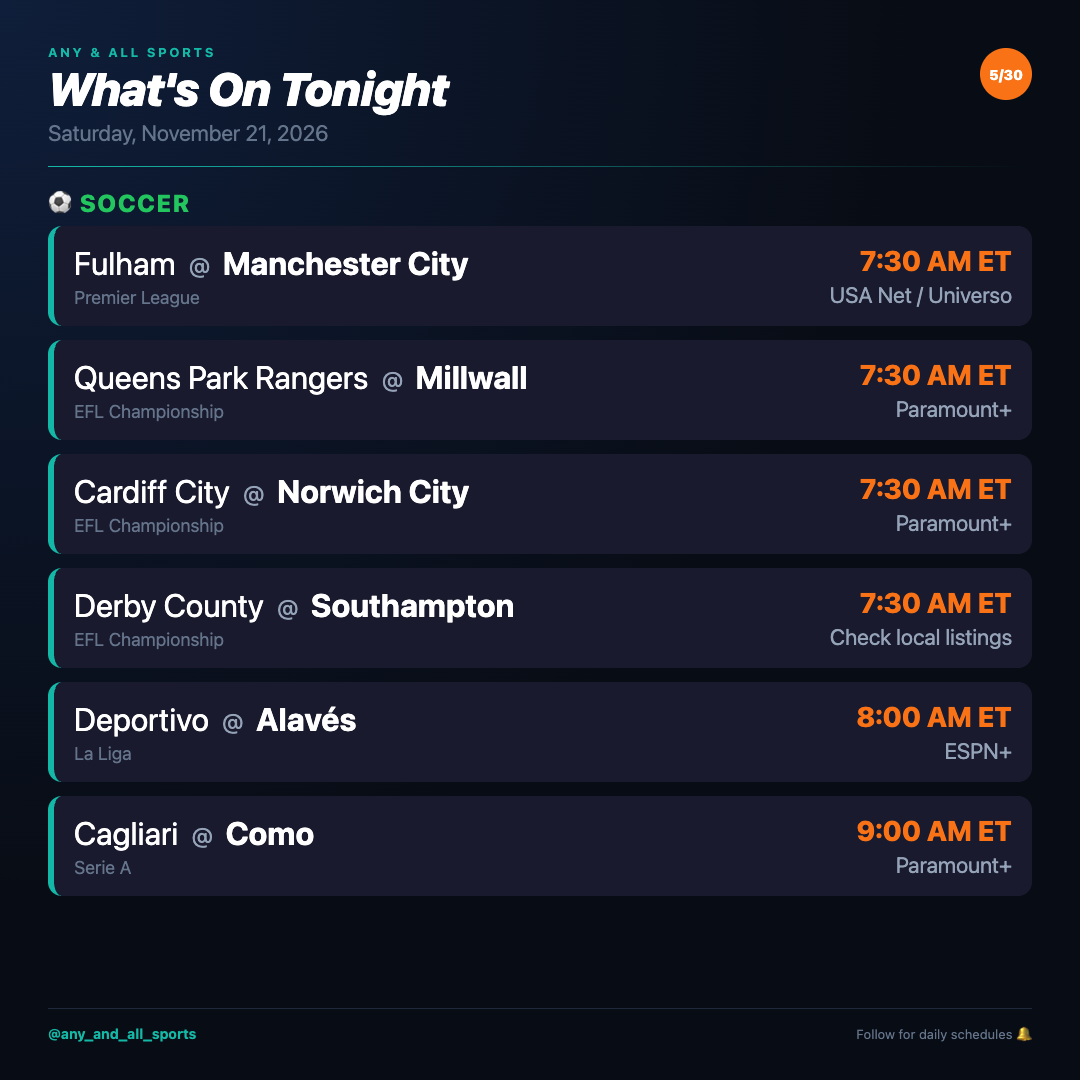 ANY & ALL SPORTS
What's On Tonight
5/30
Saturday, November 21, 2026
⚽ SOCCER
Fulham @ Manchester City
7:30 AM ET
Premier League
USA Net / Universo
Queens Park Rangers @ Millwall
7:30 AM ET
EFL Championship
Paramount+
Cardiff City @ Norwich City
7:30 AM ET
EFL Championship
Paramount+
Derby County @ Southampton
7:30 AM ET
EFL Championship
Check local listings
Deportivo @ Alavés
8:00 AM ET
La Liga
ESPN+
Cagliari @ Como
9:00 AM ET
Serie A
Paramount+
@any_and_all_sports
Follow for daily schedules 🔔